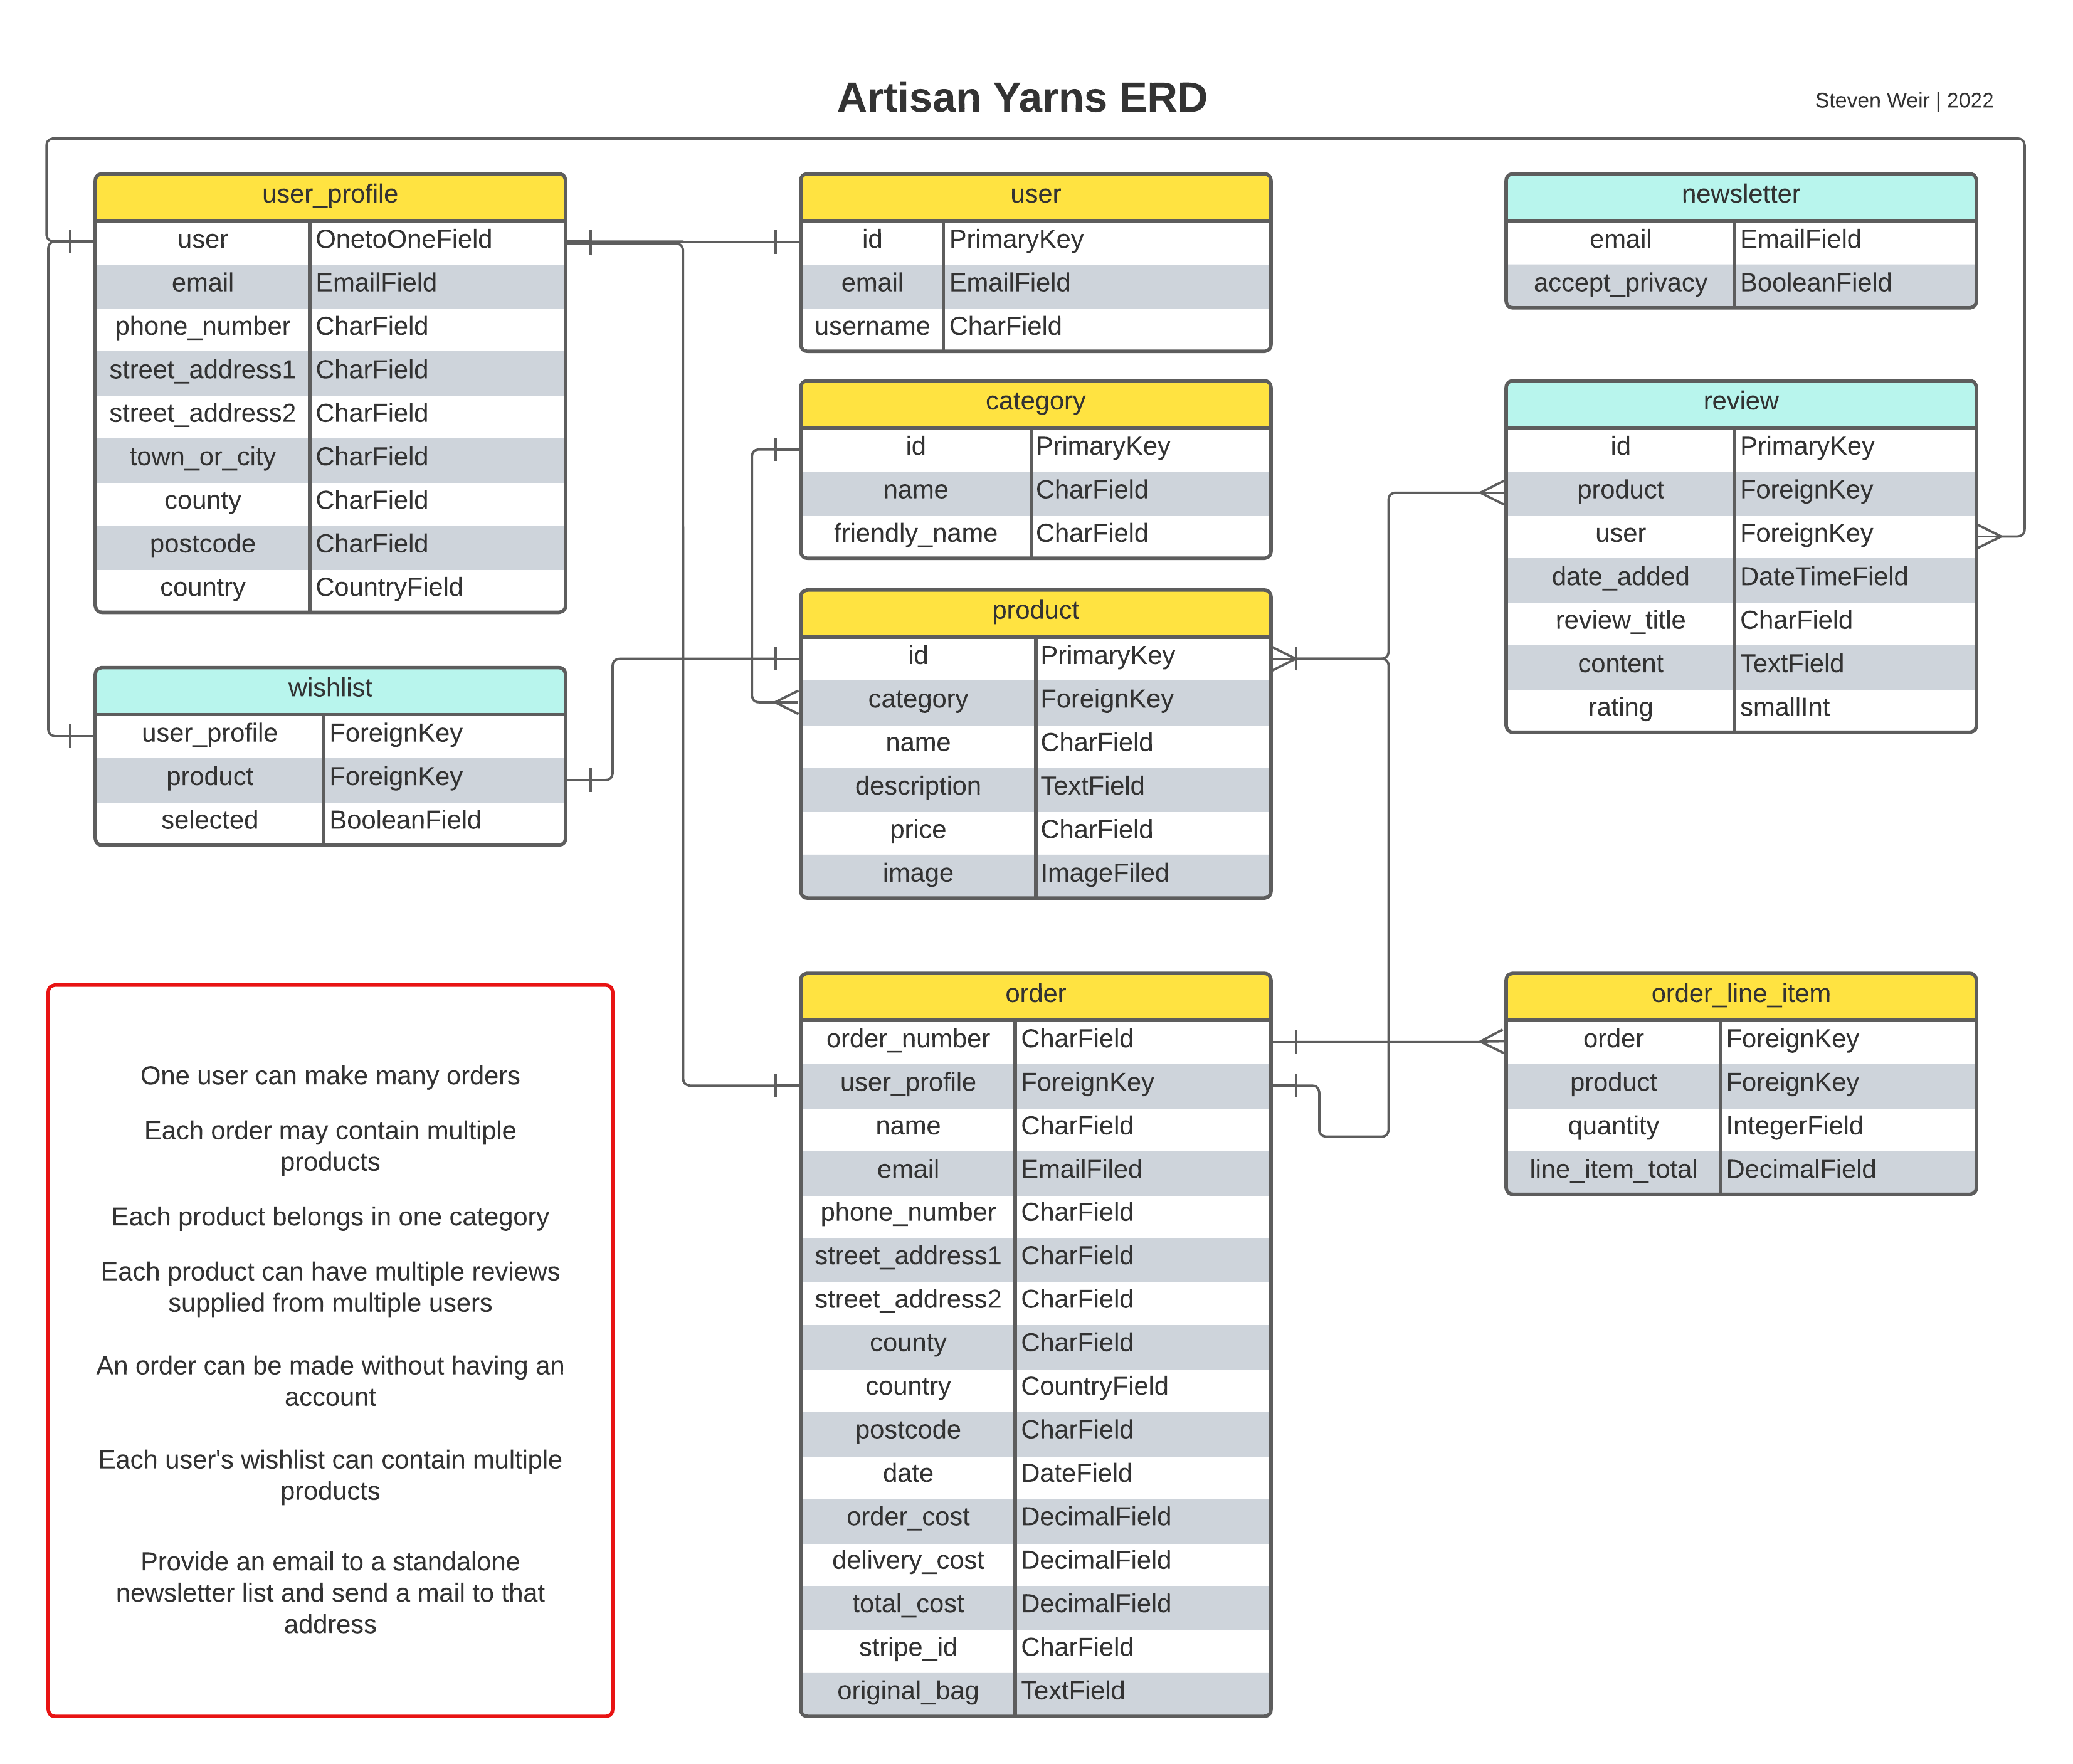 Artisan Yarns ERD
Steven Weir | 2022
user_profile
user OnetoOneField
email EmailField
phone_number CharField
street_address1 CharField
street_address2 CharField
town_or_city CharField
county CharField
postcode CharField
country CountryField
user
id PrimaryKey
email EmailField
username CharField
newsletter
email EmailField
accept_privacy BooleanField
category
id PrimaryKey
name CharField
friendly_name CharField
review
id PrimaryKey
product ForeignKey
user ForeignKey
date_added DateTimeField
review_title CharField
content TextField
rating smallInt
wishlist
user_profile ForeignKey
product ForeignKey
selected BooleanField
product
id PrimaryKey
category ForeignKey
name CharField
description TextField
price CharField
image ImageFiled
One user can make many orders
Each order may contain multiple
products
Each product belongs in one category
Each product can have multiple reviews
supplied from multiple users
An order can be made without having an
account
Each user's wishlist can contain multiple
products
Provide an email to a standalone
newsletter list and send a mail to that
address
order
order_number CharField
user_profile ForeignKey
name CharField
email EmailFiled
phone_number CharField
street_address1 CharField
street_address2 CharField
county CharField
country CountryField
postcode CharField
date DateField
order_cost DecimalField
delivery_cost DecimalField
total_cost DecimalField
stripe_id CharField
original_bag TextField
order_line_item
order ForeignKey
product ForeignKey
quantity IntegerField
line_item_total DecimalField